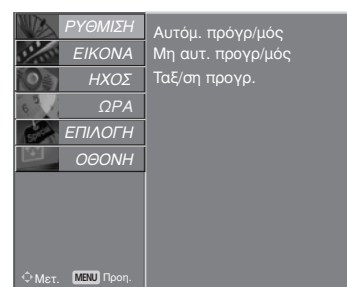 ΡΥΘΜΙΣΗ
ΕΙΚΟΝΑ
ΗΧΟΣ
ΩΡΑ
ΕΠΙΛΟΓΗ
ΟΘΟΝΗ
Αυτόμ. πρόγρ/μός
Μη αυτ. προγρ/μός
Ταξ/ση προγρ.
Μετ. MENU Προη.